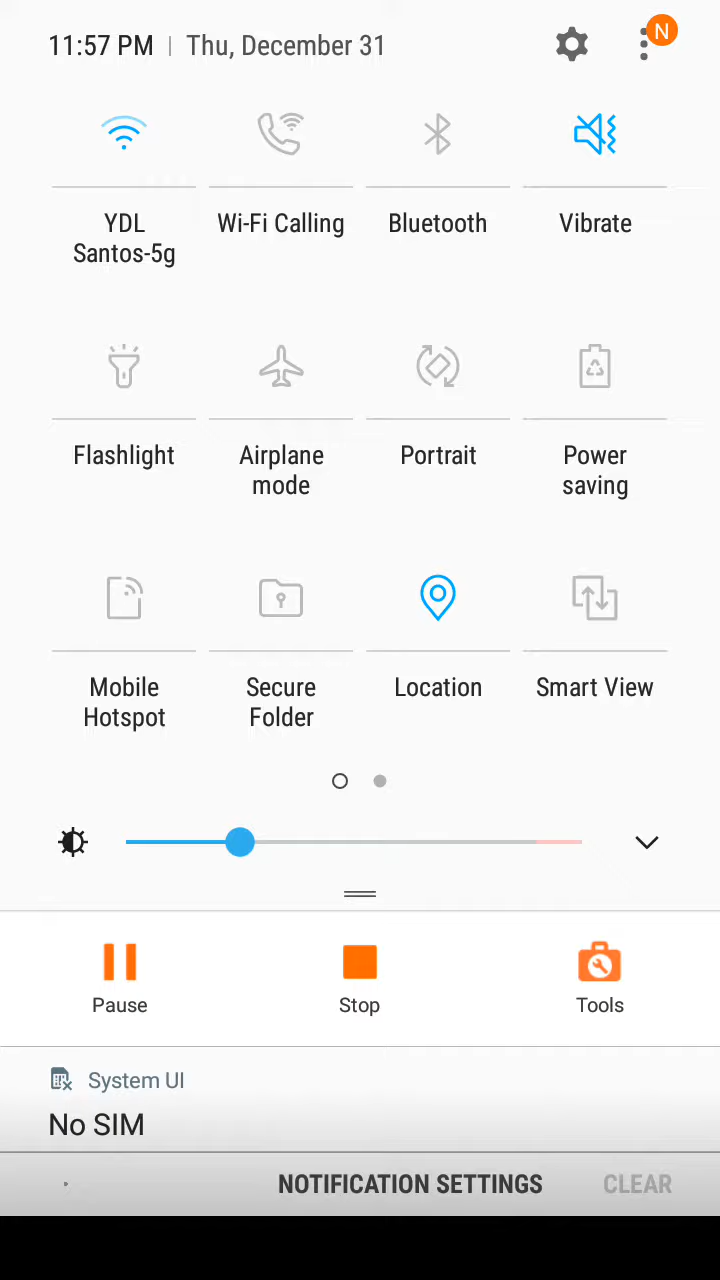 11:57 PM | Thu, December 31
N
YDL
Santos-5g
Wi-Fi Calling
Bluetooth
Vibrate
Flashlight
Airplane
mode
Portrait
Power
saving
Mobile
Hotspot
Secure
Folder
Location
Smart View
Pause
Stop
Tools
System UI
No SIM
NOTIFICATION SETTINGS
CLEAR